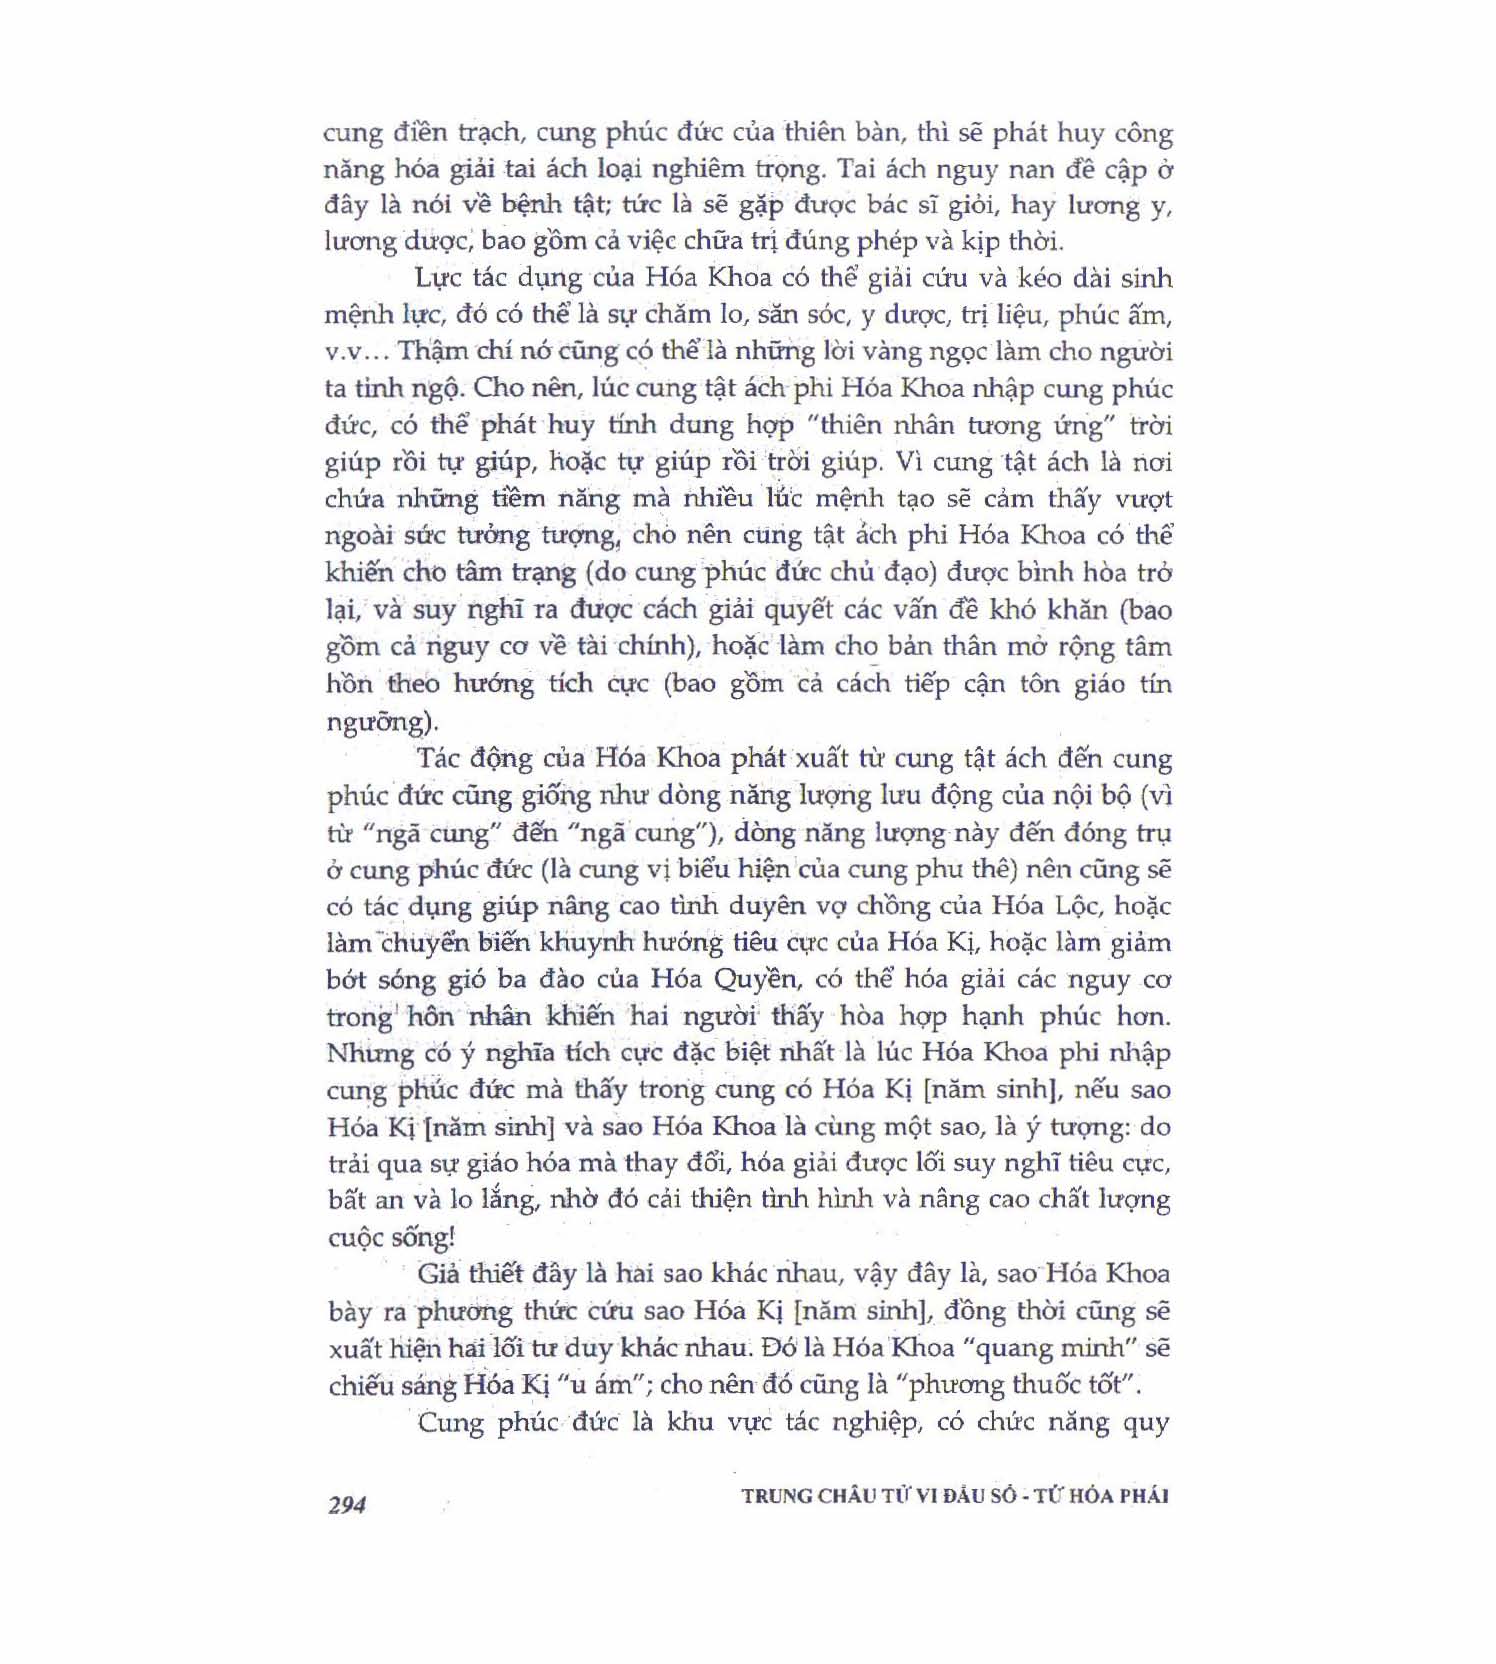 cung điền trạch, cung phúc đức của thiên bàn, thì sẽ phát huy công
năng hóa giải tai ách loại nghiêm trọng. Tai ách nguy nan đề cập ở
đây là nói về bệnh tật; tức là sẽ gặp được bác sĩ giỏi, hay lương y,
lương dược, bao gồm cả việc chữa trị đúng phép và kịp thời.
Lực tác dụng của Hóa Khoa có thể giải cứu và kéo dài sinh
mệnh lực, đó có thể là sự chăm lo, săn sóc, y dược, trị liệu, phúc ấm,
v.v... Thậm chí nó cũng có thể là những lời vàng ngọc làm cho người
ta tỉnh ngộ. Cho nên, lúc cung tật ách phi Hóa Khoa nhập cung phúc
đức, có thể phát huy tính dung hợp "thiên nhân tương ứng" trời
giúp rồi tự giúp, hoặc tự giúp rồi trời giúp. Vì cung tật ách là nơi
chứa những tiềm năng mà nhiều lúc mệnh tạo sẽ cảm thấy vượt
ngoài sức tưởng tượng, cho nên cung tật ách phi Hóa Khoa có thể
khiến cho tâm trạng (do cung phúc đức chủ đạo) được bình hòa trở
lại, và suy nghĩ ra được cách giải quyết các vấn đề khó khăn (bao
gồm cả nguy cơ về tài chính), hoặc làm cho bản thân mở rộng tâm
hồn theo hướng tích cực (bao gồm cả cách tiếp cận tôn giáo tín
ngưỡng).
Tác động của Hóa Khoa phát xuất từ cung tật ách đến cung
phúc đức cũng giống như dòng năng lượng lưu động của nội bộ (vì
từ "ngã cung" đến "ngã cung"), dòng năng lượng này đến đóng trụ
ở cung phúc đức (là cung vị biểu hiện của cung phu thê) nên cũng sẽ
có tác dụng giúp nâng cao tình duyên vợ chồng của Hóa Lộc, hoặc
làm chuyển biến khuynh hướng tiêu cực của Hóa Kị, hoặc làm giảm
bớt sóng gió ba đào của Hóa Quyền, có thể hóa giải các nguy cơ
trong hôn nhân khiến hai người thấy hòa hợp hạnh phúc hơn.
Nhưng có ý nghĩa tích cực đặc biệt nhất là lúc Hóa Khoa phi nhập
cung phúc đức mà thấy trong cung có Hóa Kị [năm sinh], nếu sao
Hóa Kị [năm sinh] và sao Hóa Khoa là cùng một sao, là ý tượng: do
trải qua sự giáo hóa mà thay đổi, hóa giải được lối suy nghĩ tiêu cực,
bất an và lo lắng, nhờ đó cải thiện tình hình và nâng cao chất lượng
cuộc sống!
Giả thiết đây là hai sao khác nhau, vậy đây là, sao Hóa Khoa
bày ra phương thức cứu sao Hóa Kị [năm sinh], đồng thời cũng sẽ
xuất hiện hai lối tư duy khác nhau. Đó là Hóa Khoa "quang minh" sẽ
chiếu sáng Hóa Kị "u ám"; cho nên đó cũng là "phương thuốc tốt".
Cung phúc đức là khu vực tác nghiệp, có chức năng quy
294
TRUNG CHÂU TỬ VI ĐẨU SỐ - TỨ HÓA PHÁI